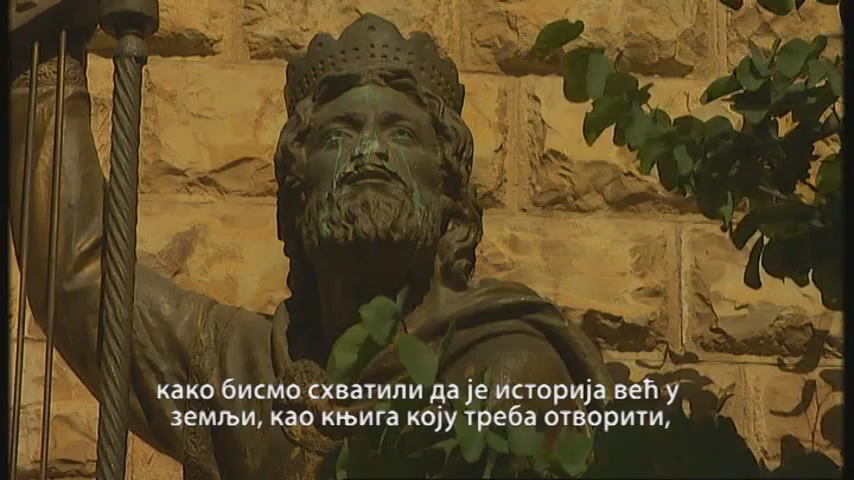 како бисмо схватили да је историја већ у
земљи, као књига коју треба отворити,